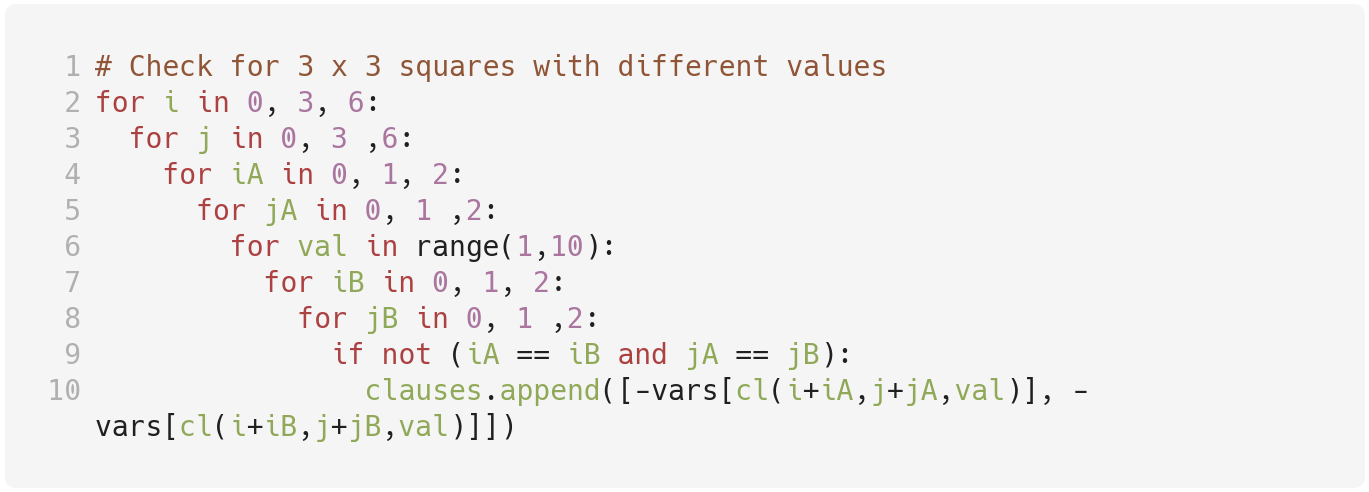 1 # Check for 3 x 3 squares with different values
2 for i in 0, 3, 6:
3   for j in 0, 3 ,6:
4     for iA in 0, 1, 2:
5       for jA in 0, 1 ,2:
6         for val in range(1,10):
7           for iB in 0, 1, 2:
8             for jB in 0, 1 ,2:
9               if not (iA == iB and jA == jB):
10                 clauses.append([-vars[cl(i+iA,j+jA,val)], -
vars[cl(i+iB,j+jB,val)]])